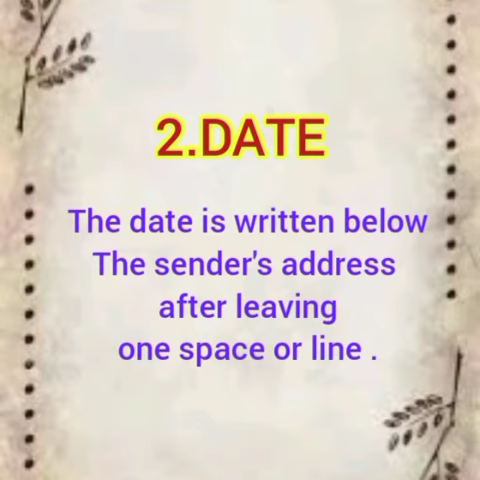 2.DATE
The date is written below
The sender's address
after leaving
one space or line .